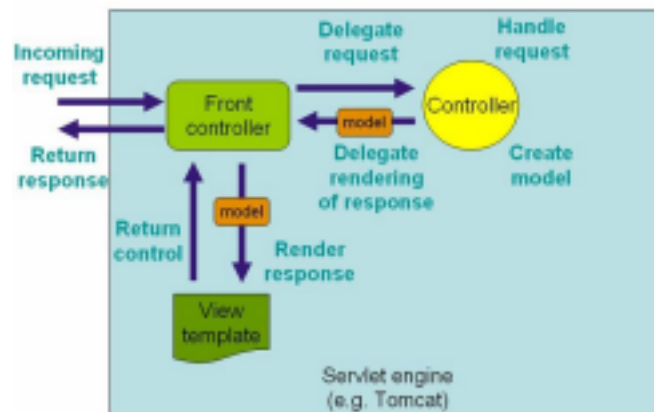 Incoming
request
Return
response
Front
controller
Delegate
request
Handle
request
Controller
model
Delegate
rendering
of response
Create
model
model
Return
control
Render
response
View
template
Servlet engine
(e.g. Tomcat)